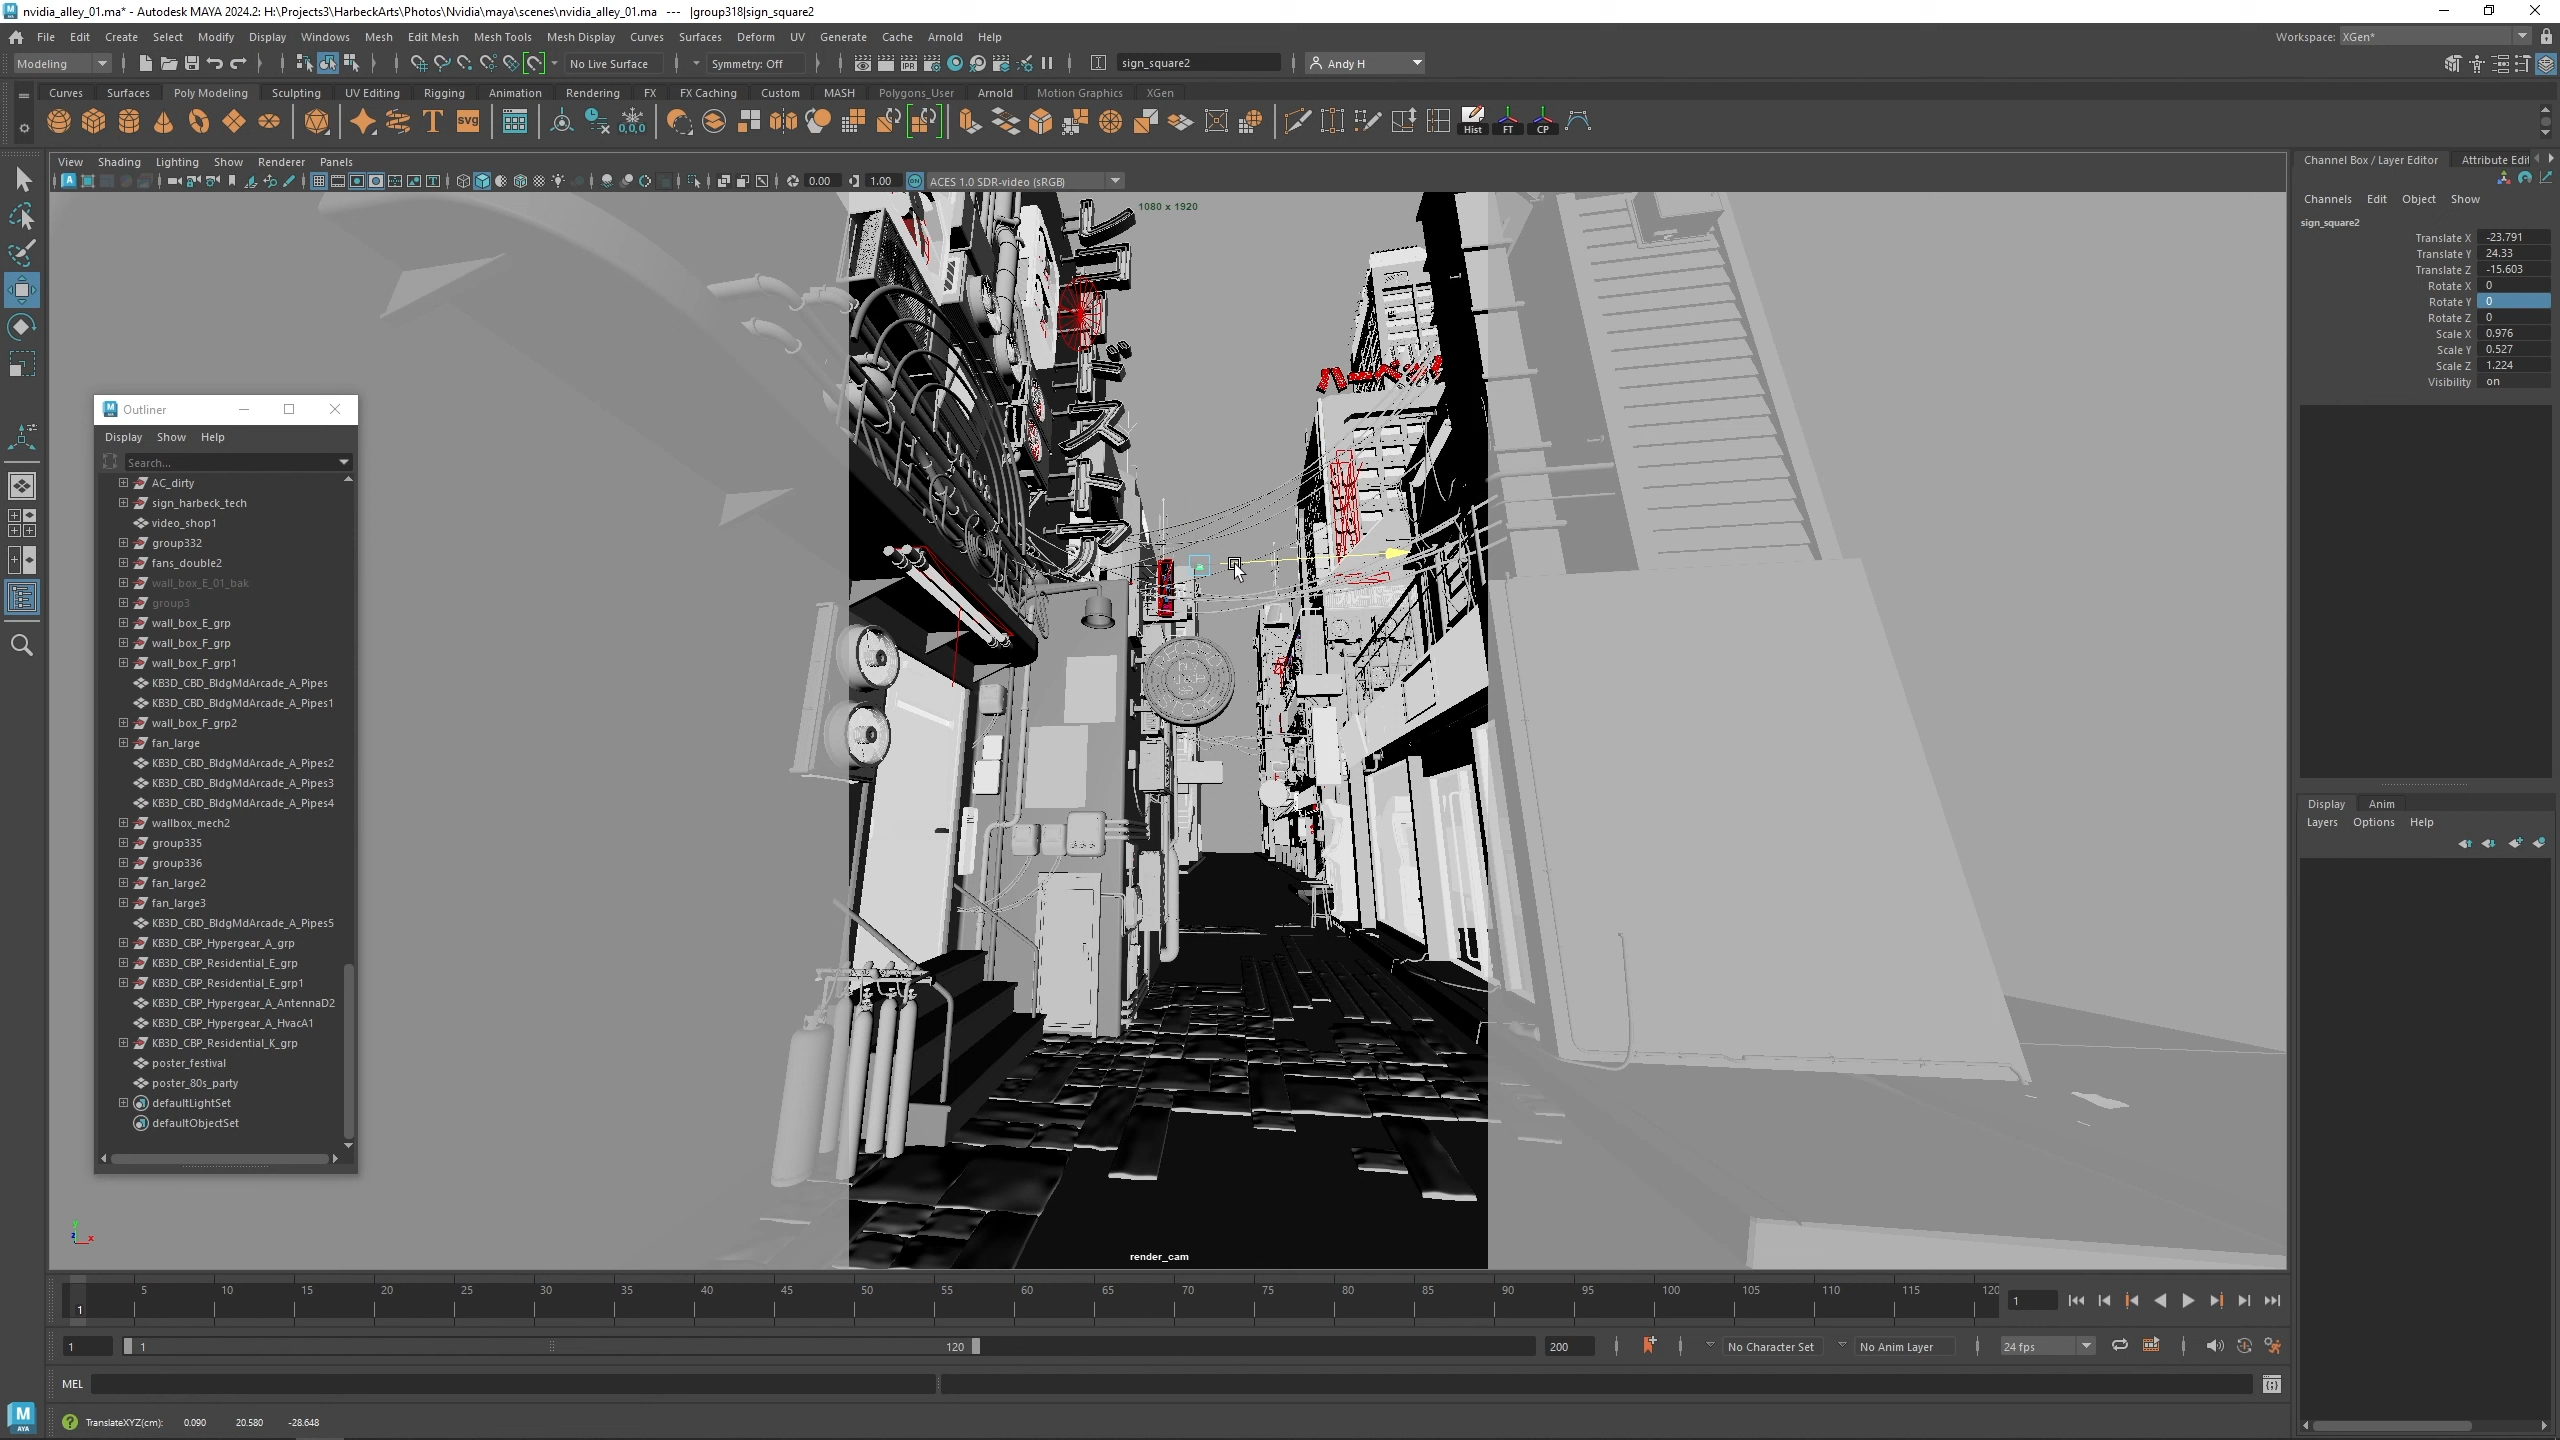 nvidia_alley_01.ma* - Autodesk MAYA 2024.2: H:\Projects3\HarbeckArts\Photos\Nvidia\maya\scenes\nvidia_alley_01.ma --- |group318|sign_square2
File Edit Create Select Modify Display Windows Mesh Edit Mesh Mesh Tools Mesh Display Curves Surfaces Deform UV Generate Cache Arnold Help
Workspace: XGen*
Modeling No Live Surface Symmetry: Off IPR sign_square2 Andy H
Curves Surfaces Poly Modeling Sculpting UV Editing Rigging Animation Rendering FX FX Caching Custom MASH Polygons_User Arnold Motion Graphics XGen
T svg 0,0,0 Hist FT CP
View Shading Lighting Show Renderer Panels
0.00 1.00 ON ACES 1.0 SDR-video (sRGB)
1080 x 1920
Outliner
Display Show Help
Search...
AC_dirty
sign_harbeck_tech
video_shop1
group332
fans_double2
wall_box_E_01_bak
group3
wall_box_E_grp
wall_box_F_grp
wall_box_F_grp1
KB3D_CBD_BldgMdArcade_A_Pipes
KB3D_CBD_BldgMdArcade_A_Pipes1
wall_box_F_grp2
fan_large
KB3D_CBD_BldgMdArcade_A_Pipes2
KB3D_CBD_BldgMdArcade_A_Pipes3
KB3D_CBD_BldgMdArcade_A_Pipes4
wallbox_mech2
group335
group336
fan_large2
fan_large3
KB3D_CBD_BldgMdArcade_A_Pipes5
KB3D_CBP_Hypergear_A_grp
KB3D_CBP_Residential_E_grp
KB3D_CBP_Residential_E_grp1
KB3D_CBP_Hypergear_A_AntennaD2
KB3D_CBP_Hypergear_A_HvacA1
KB3D_CBP_Residential_K_grp
poster_festival
poster_80s_party
defaultLightSet
defaultObjectSet
render_cam
Channel Box / Layer Editor Attribute Edit
Channels Edit Object Show
sign_square2
Translate X -23.791
Translate Y 24.33
Translate Z -15.603
Rotate X 0
Rotate Y 0
Rotate Z 0
Scale X 0.976
Scale Y 0.527
Scale Z 1.224
Visibility on
Display Anim
Layers Options Help
5 10 15 20 25 30 35 40 45 50 55 60 65 70 75 80 85 90 95 100 105 110 115 120
1 1
1 1 120 200 No Character Set No Anim Layer 24 fps
MEL
TranslateXYZ(cm): 0.090 20.580 -28.648